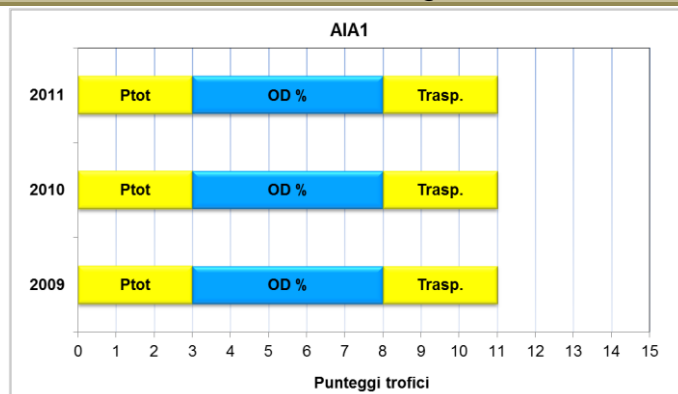 AIA1
2011 Ptot OD % Trasp.
2010 Ptot OD % Trasp.
2009 Ptot OD % Trasp.
0 1 2 3 4 5 6 7 8 9 10 11 12 13 14 15
Punteggi trofici